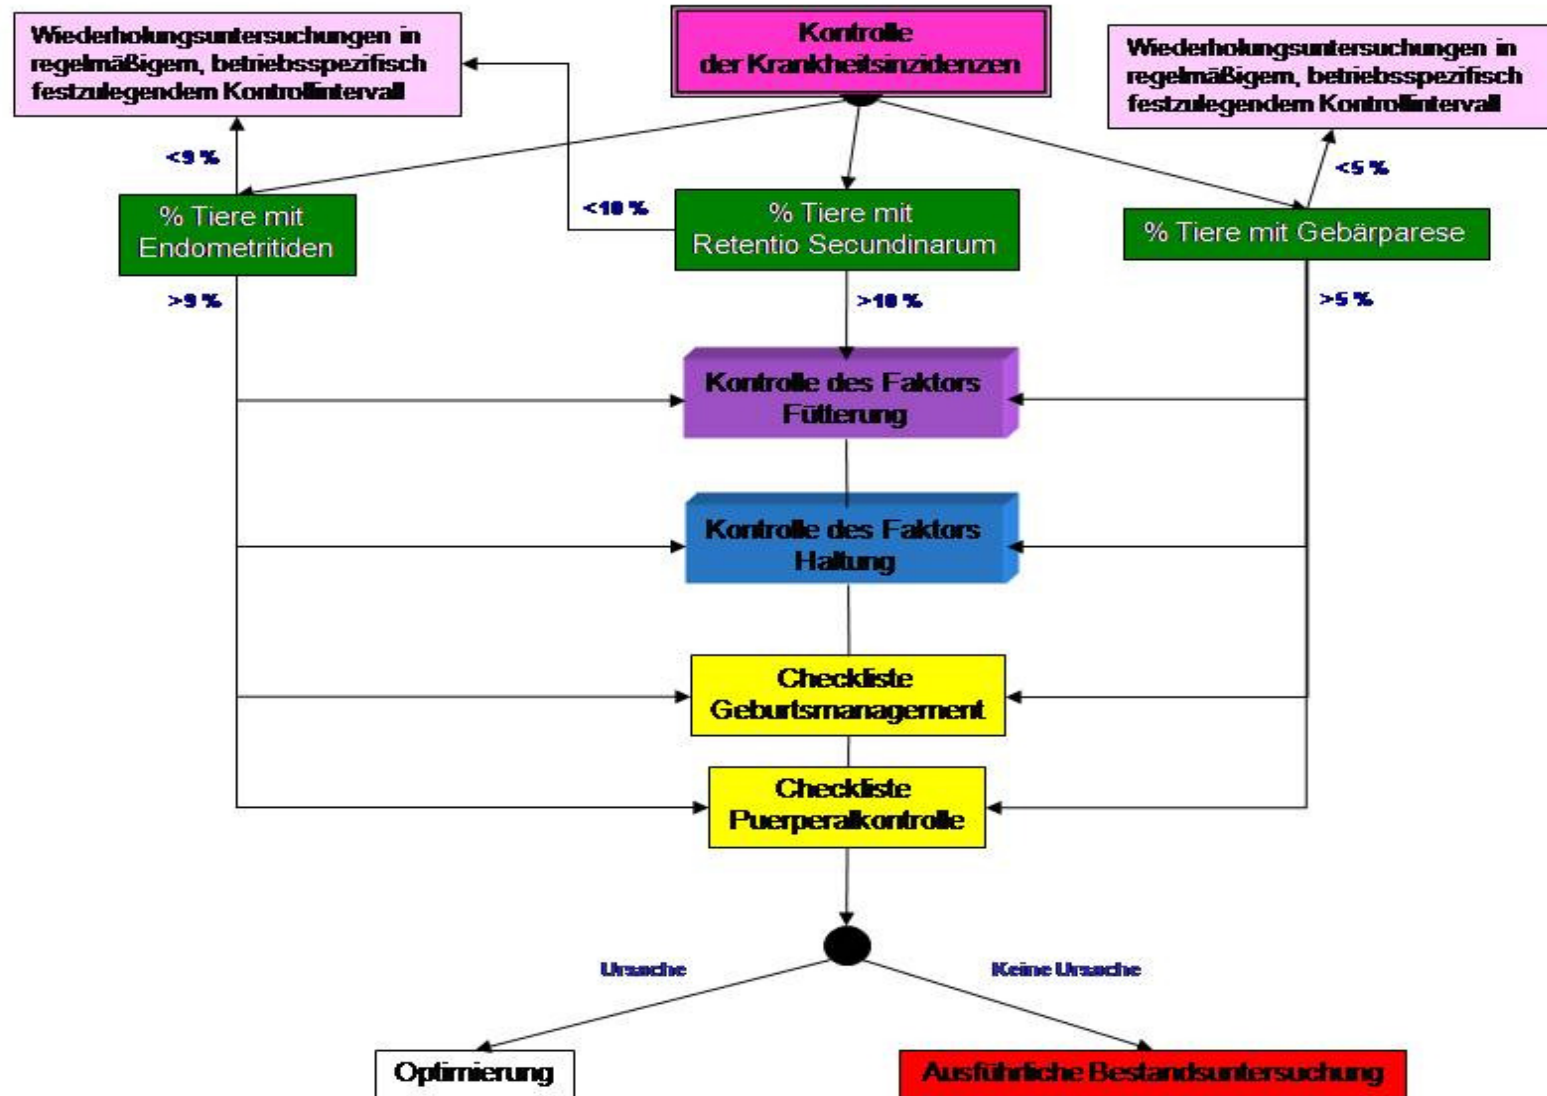 Wiederholungsuntersuchungen in
regelmäßigem, betriebsspezifisch
festzulegendem Kontrollintervall
Kontrolle
der Krankheitsinzidenzen
Wiederholungsuntersuchungen in
regelmäßigem, betriebsspezifisch
festzulegendem Kontrollintervall
<9 %
<10 %
<5 %
% Tiere mit
Endometritiden
% Tiere mit
Retentio Secundinarum
% Tiere mit Gebärparese
>9 %
>10 %
>5 %
Kontrolle des Faktors
Fütterung
Kontrolle des Faktors
Haltung
Checkliste
Geburtsmanagement
Checkliste
Puerperalkontrolle
Ursache
Keine Ursache
Optimierung
Ausführliche Bestandsuntersuchung